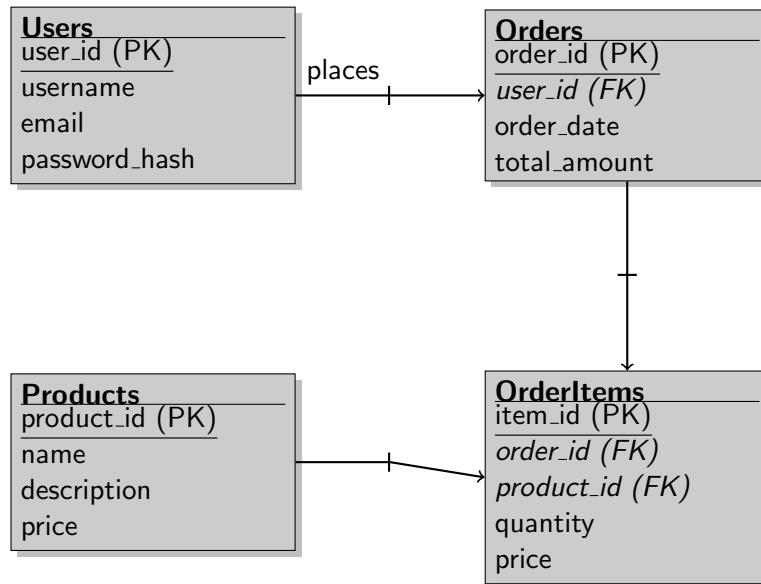 Users
user_id (PK)
username
email
password_hash
places
Orders
order_id (PK)
user_id (FK)
order_date
total_amount
Products
product_id (PK)
name
description
price
OrderItems
item_id (PK)
order_id (FK)
product_id (FK)
quantity
price